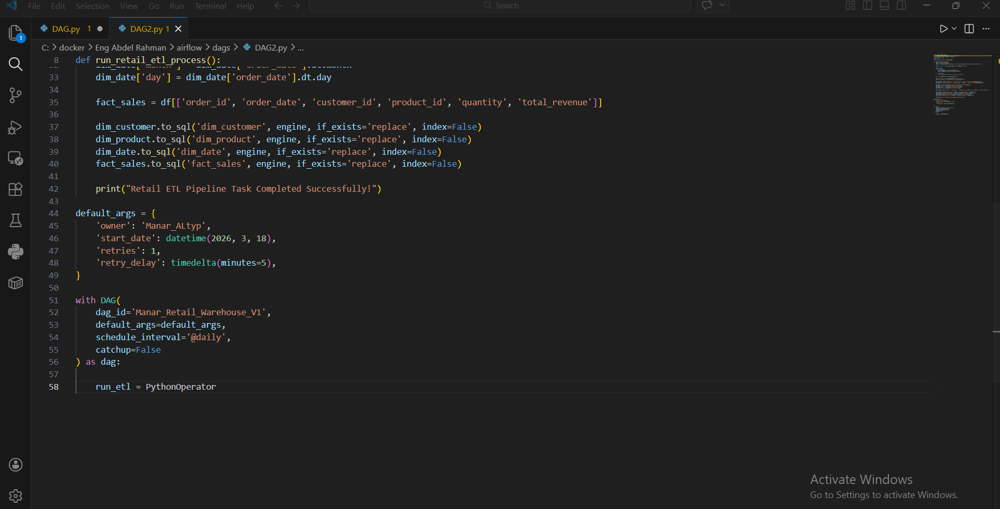 File Edit Selection View Go Run Terminal Help Search
1
DAG.py 1 DAG2.py 1
C: > docker > Eng Abdel Rahman > airflow > dags > DAG2.py > ...
8 def run_retail_etl_process():
33 dim_date['day'] = dim_date['order_date'].dt.day
34
35 fact_sales = df[['order_id', 'order_date', 'customer_id', 'product_id', 'quantity', 'total_revenue']]
36
37 dim_customer.to_sql('dim_customer', engine, if_exists='replace', index=False)
38 dim_product.to_sql('dim_product', engine, if_exists='replace', index=False)
39 dim_date.to_sql('dim_date', engine, if_exists='replace', index=False)
40 fact_sales.to_sql('fact_sales', engine, if_exists='replace', index=False)
41
42 print("Retail ETL Pipeline Task Completed Successfully!")
43
44 default_args = {
45 'owner': 'Manar_ALtyp',
46 'start_date': datetime(2026, 3, 18),
47 'retries': 1,
48 'retry_delay': timedelta(minutes=5),
49 }
50
51 with DAG(
52 dag_id='Manar_Retail_Warehouse_V1',
53 default_args=default_args,
54 schedule_interval='@daily',
55 catchup=False
56 ) as dag:
57
58 run_etl = PythonOperator
Activate Windows
Go to Settings to activate Windows.